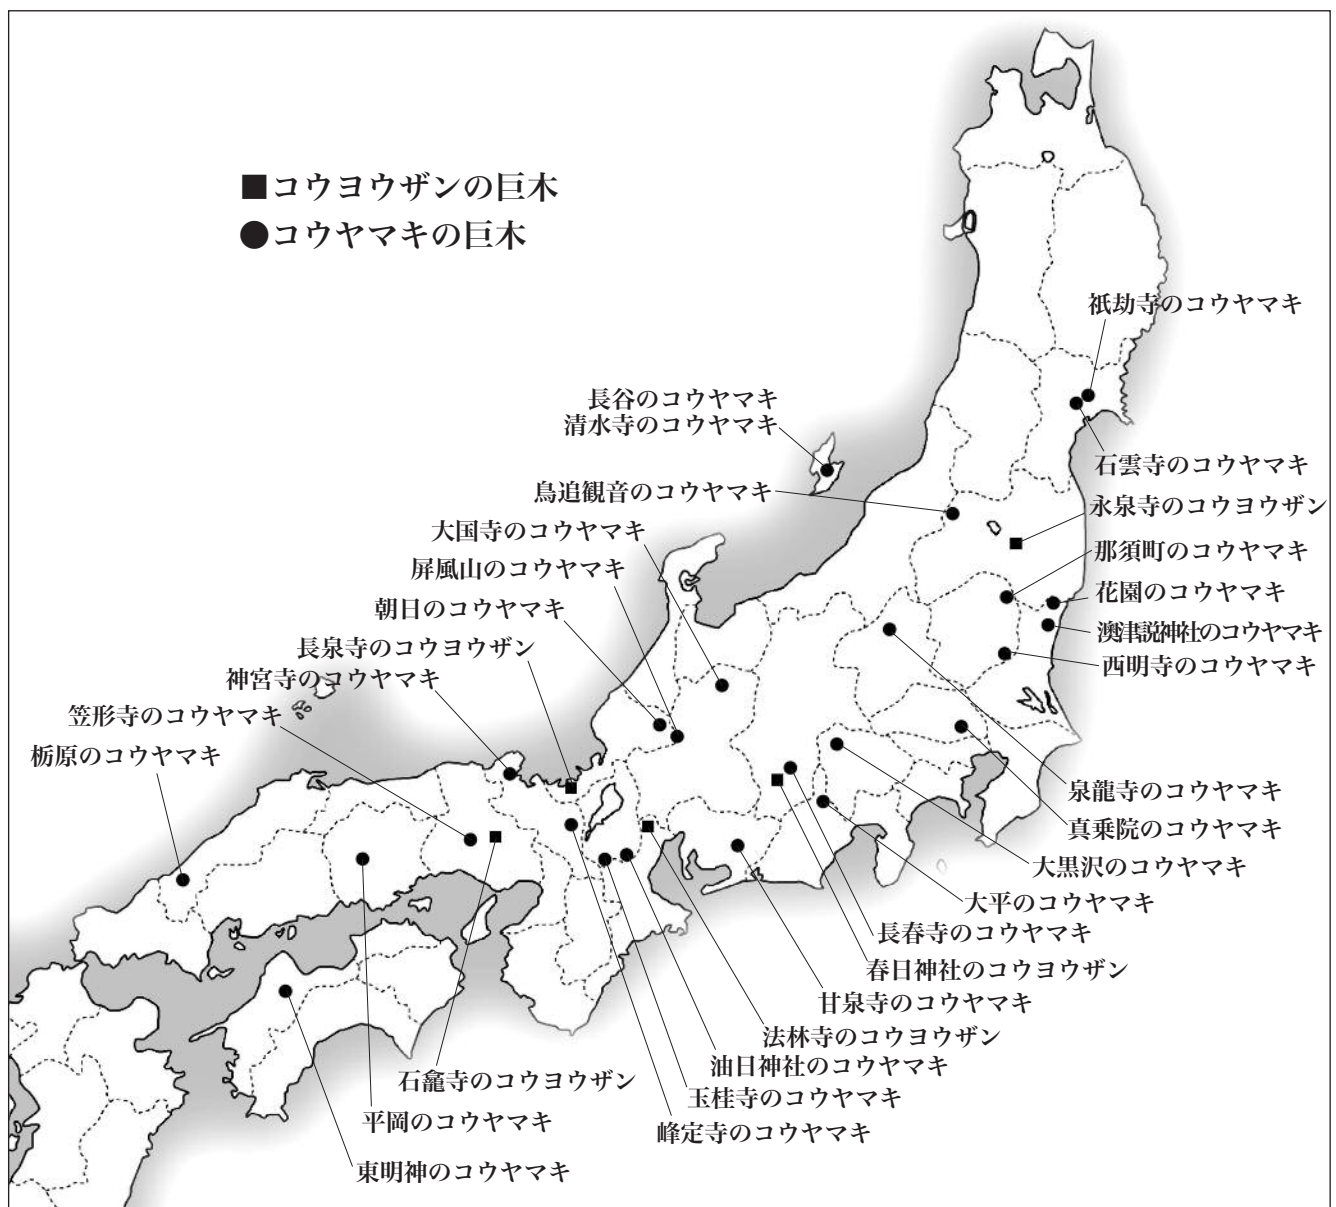 ■コウヨウザンの巨木
●コウヤマキの巨木
祇劫寺のコウヤマキ
長谷のコウヤマキ
清水寺のコウヤマキ
石雲寺のコウヤマキ
鳥追観音のコウヤマキ
永泉寺のコウヨウザン
大国寺のコウヤマキ
那須町のコウヤマキ
屏風山のコウヤマキ
花園のコウヤマキ
朝日のコウヤマキ
澳津説神社のコウヤマキ
長泉寺のコウヨウザン
西明寺のコウヤマキ
神宮寺のコウヤマキ
笠形寺のコウヤマキ
栃原のコウヤマキ
泉龍寺のコウヤマキ
真乗院のコウヤマキ
大黒沢のコウヤマキ
大平のコウヤマキ
長春寺のコウヤマキ
春日神社のコウヨウザン
甘泉寺のコウヤマキ
法林寺のコウヨウザン
油日神社のコウヤマキ
石龕寺のコウヨウザン
玉桂寺のコウヤマキ
平岡のコウヤマキ
峰定寺のコウヤマキ
東明神のコウヤマキ